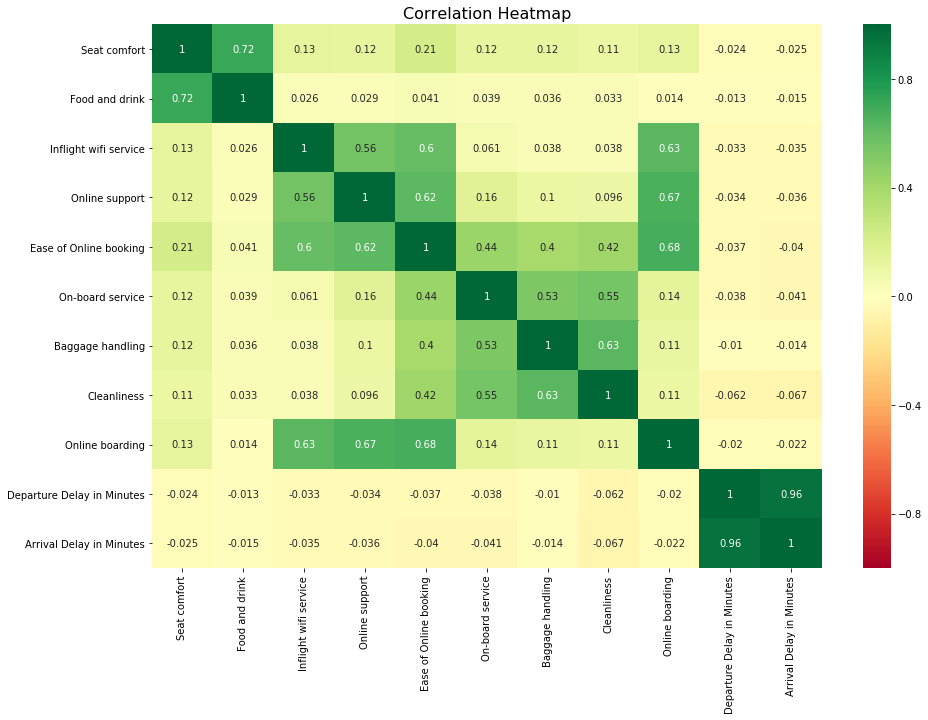 Correlation Heatmap
Seat comfort 1 0.72 0.13 0.12 0.21 0.12 0.12 0.11 0.13 -0.024 -0.025
Food and drink 0.72 1 0.026 0.029 0.041 0.039 0.036 0.033 0.014 -0.013 -0.015
Inflight wifi service 0.13 0.026 1 0.56 0.6 0.061 0.038 0.038 0.63 -0.033 -0.035
Online support 0.12 0.029 0.56 1 0.62 0.16 0.1 0.096 0.67 -0.034 -0.036
Ease of Online booking 0.21 0.041 0.6 0.62 1 0.44 0.4 0.42 0.68 -0.037 -0.04
On-board service 0.12 0.039 0.061 0.16 0.44 1 0.53 0.55 0.14 -0.038 -0.041
Baggage handling 0.12 0.036 0.038 0.1 0.4 0.53 1 0.63 0.11 -0.01 -0.014
Cleanliness 0.11 0.033 0.038 0.096 0.42 0.55 0.63 1 0.11 -0.062 -0.067
Online boarding 0.13 0.014 0.63 0.67 0.68 0.14 0.11 0.11 1 -0.02 -0.022
Departure Delay in Minutes -0.024 -0.013 -0.033 -0.034 -0.037 -0.038 -0.01 -0.062 -0.02 1 0.96
Arrival Delay in Minutes -0.025 -0.015 -0.035 -0.036 -0.04 -0.041 -0.014 -0.067 -0.022 0.96 1
Seat comfort
Food and drink
Inflight wifi service
Online support
Ease of Online booking
On-board service
Baggage handling
Cleanliness
Online boarding
Departure Delay in Minutes
Arrival Delay in Minutes
0.8
0.4
0.0
−0.4
−0.8